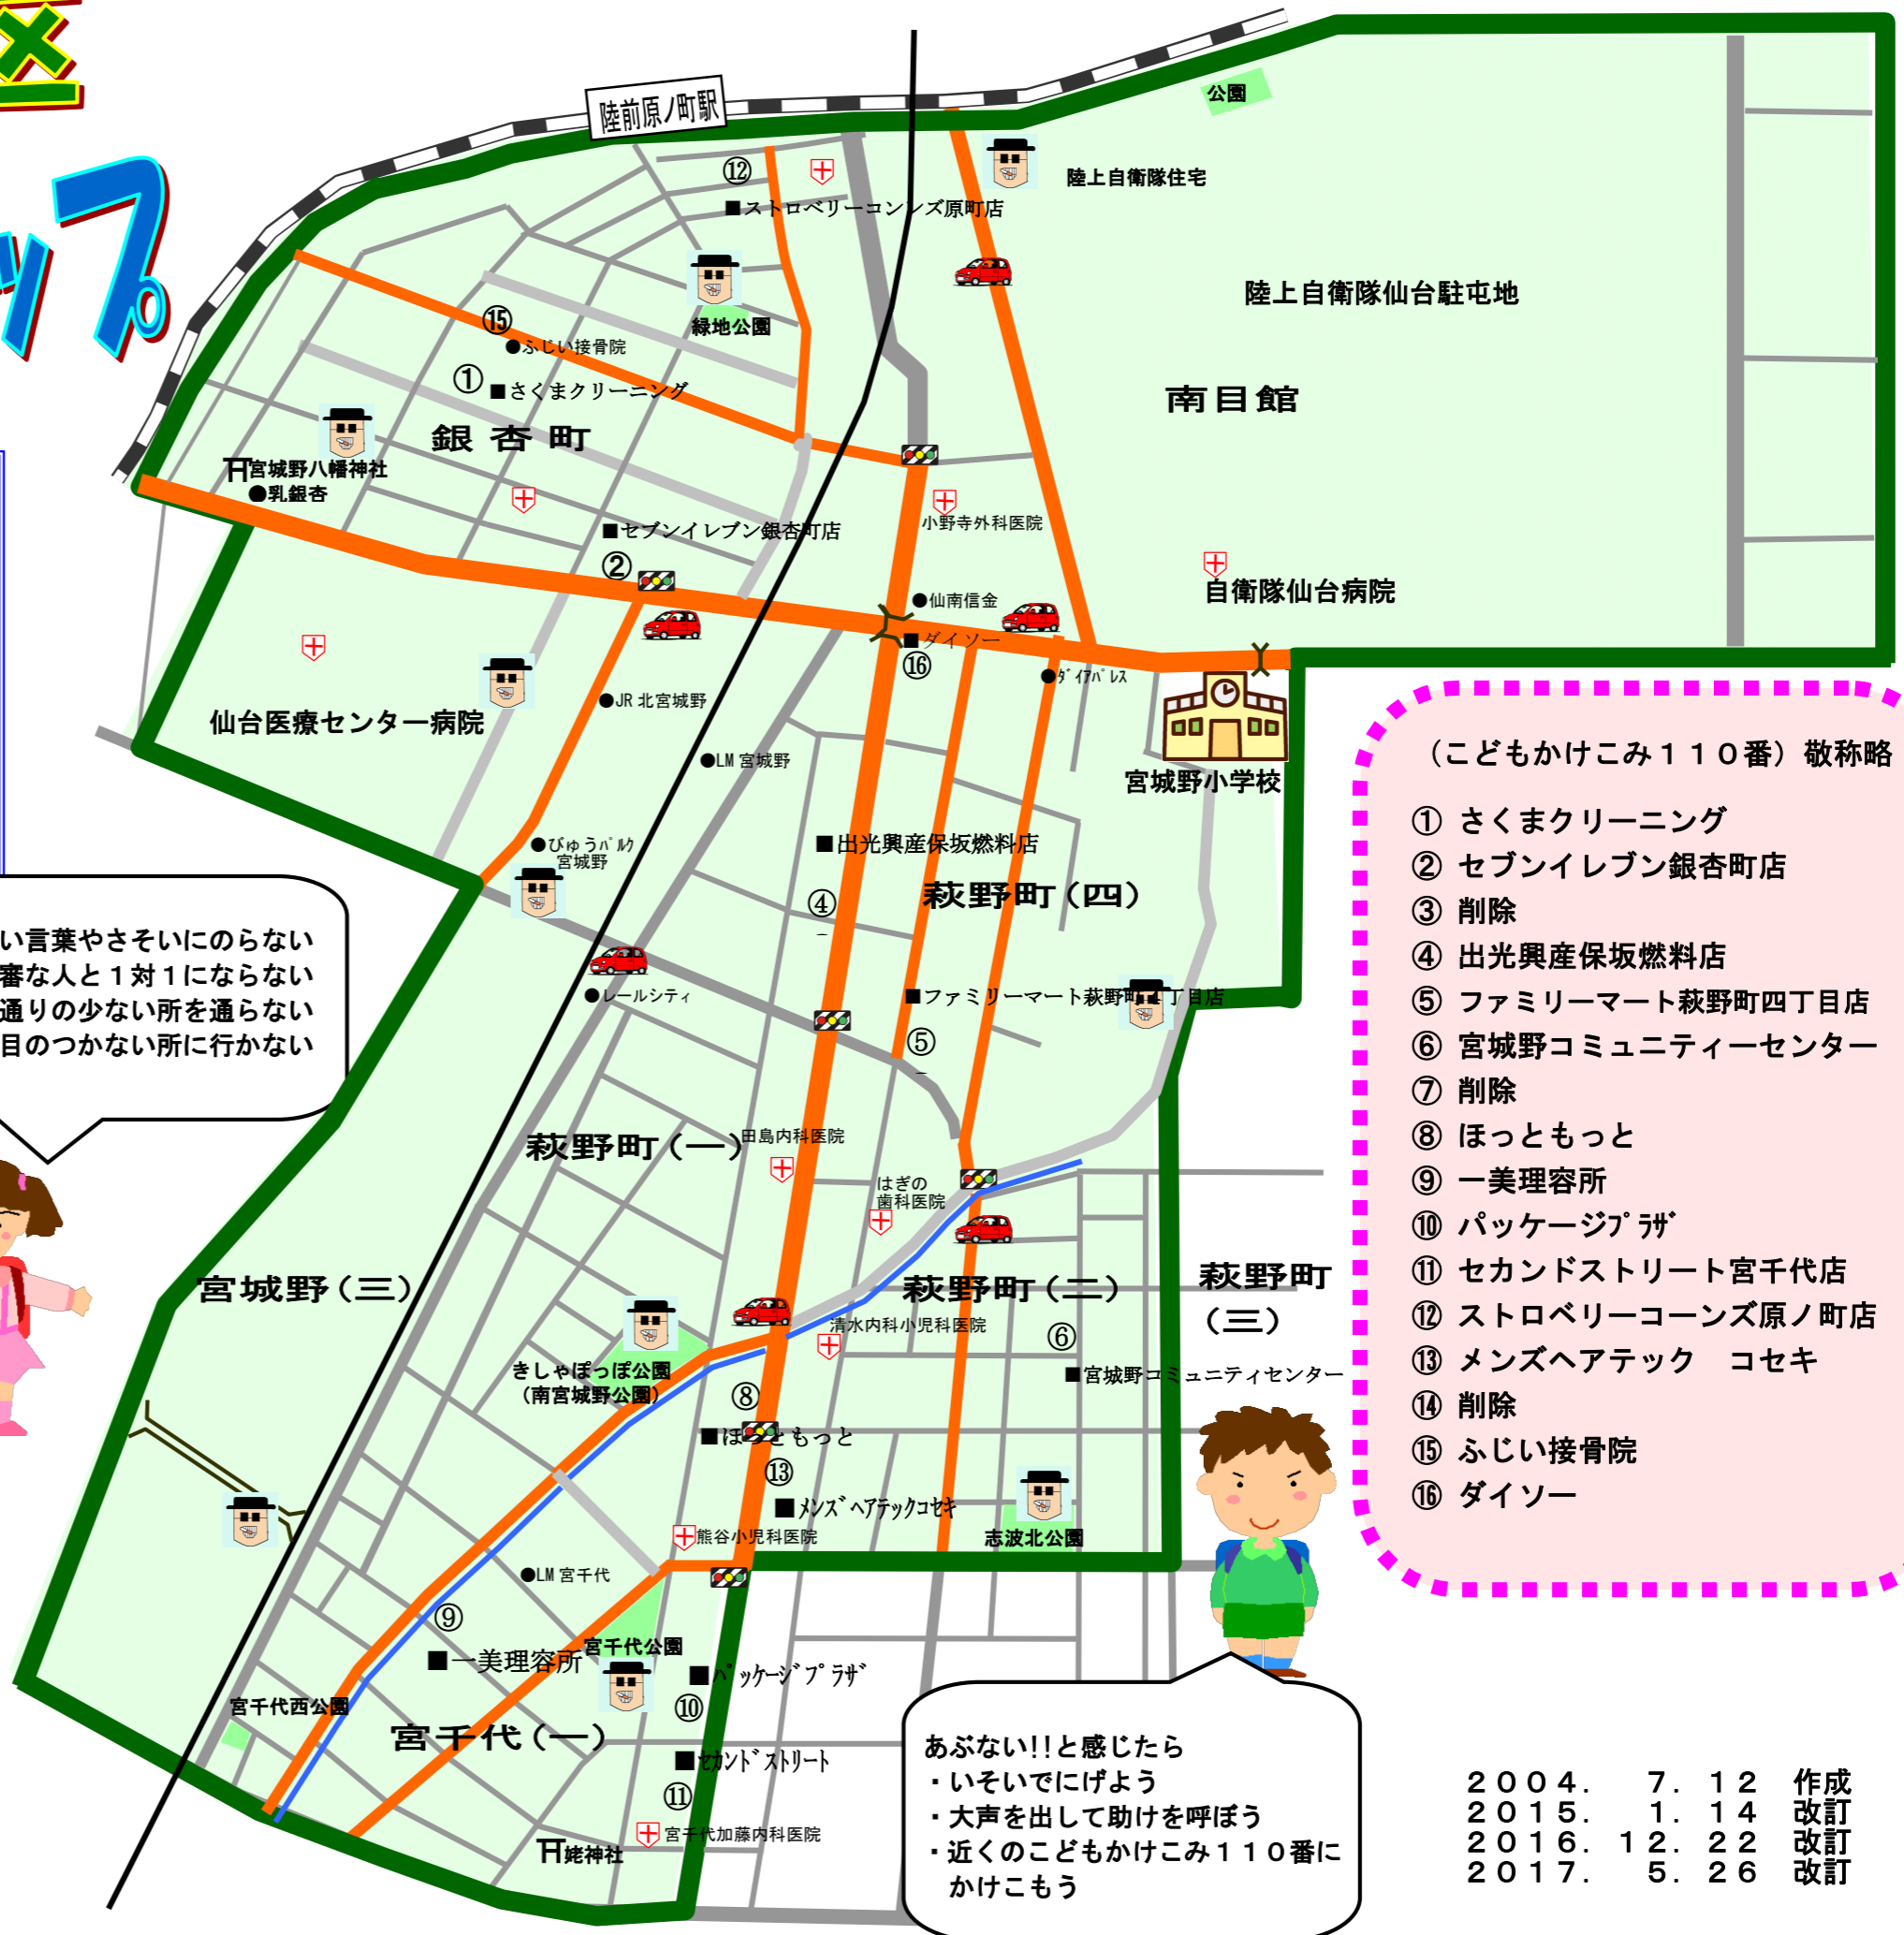 区
ップ
陸前原ノ町駅
公園
⑫
陸上自衛隊住宅
■ストロベリーコーンズ原町店
陸上自衛隊仙台駐屯地
⑮
緑地公園
●ふじい接骨院
① ■さくまクリーニング
南目館
銀杏町
宮城野八幡神社
●乳銀杏
小野寺外科医院
■セブンイレブン銀杏町店
②
自衛隊仙台病院
●仙南信金
■ダイソー
⑯
●ダイアパレス
●JR 北宮城野
仙台医療センター病院
●LM 宮城野
宮城野小学校
●びゅうパルク
宮城野
■出光興産保坂燃料店
④
萩野町(四)
い言葉やさそいにのらない
審な人と1対1にならない
通りの少ない所を通らない
目のつかない所に行かない
●レールシティ
■ファミリーマート萩野町4丁目店
⑤
萩野町(一)
田島内科医院
はぎの
歯科医院
宮城野(三)
萩野町(二)
萩野町
(三)
清水内科小児科医院
⑥
きしゃぽっぽ公園
(南宮城野公園)
■宮城野コミュニティセンター
⑧
■ほっともっと
⑬
■メンズヘアテックコセキ
熊谷小児科医院
志波北公園
●LM 宮千代
⑨
■一美理容所
宮千代公園
■パッケージプラザ
⑩
宮千代西公園
宮千代(一)
■セカンドストリート
⑪
宮千代加藤内科医院
姥神社
(こどもかけこみ110番)敬称略
① さくまクリーニング
② セブンイレブン銀杏町店
③ 削除
④ 出光興産保坂燃料店
⑤ ファミリーマート萩野町四丁目店
⑥ 宮城野コミュニティーセンター
⑦ 削除
⑧ ほっともっと
⑨ 一美理容所
⑩ パッケージプラザ
⑪ セカンドストリート宮千代店
⑫ ストロベリーコーンズ原ノ町店
⑬ メンズヘアテック コセキ
⑭ 削除
⑮ ふじい接骨院
⑯ ダイソー
あぶない!!と感じたら
・いそいでにげよう
・大声を出して助けを呼ぼう
・近くのこどもかけこみ110番に
かけこもう
2004. 7. 12 作成
2015. 1. 14 改訂
2016. 12. 22 改訂
2017. 5. 26 改訂